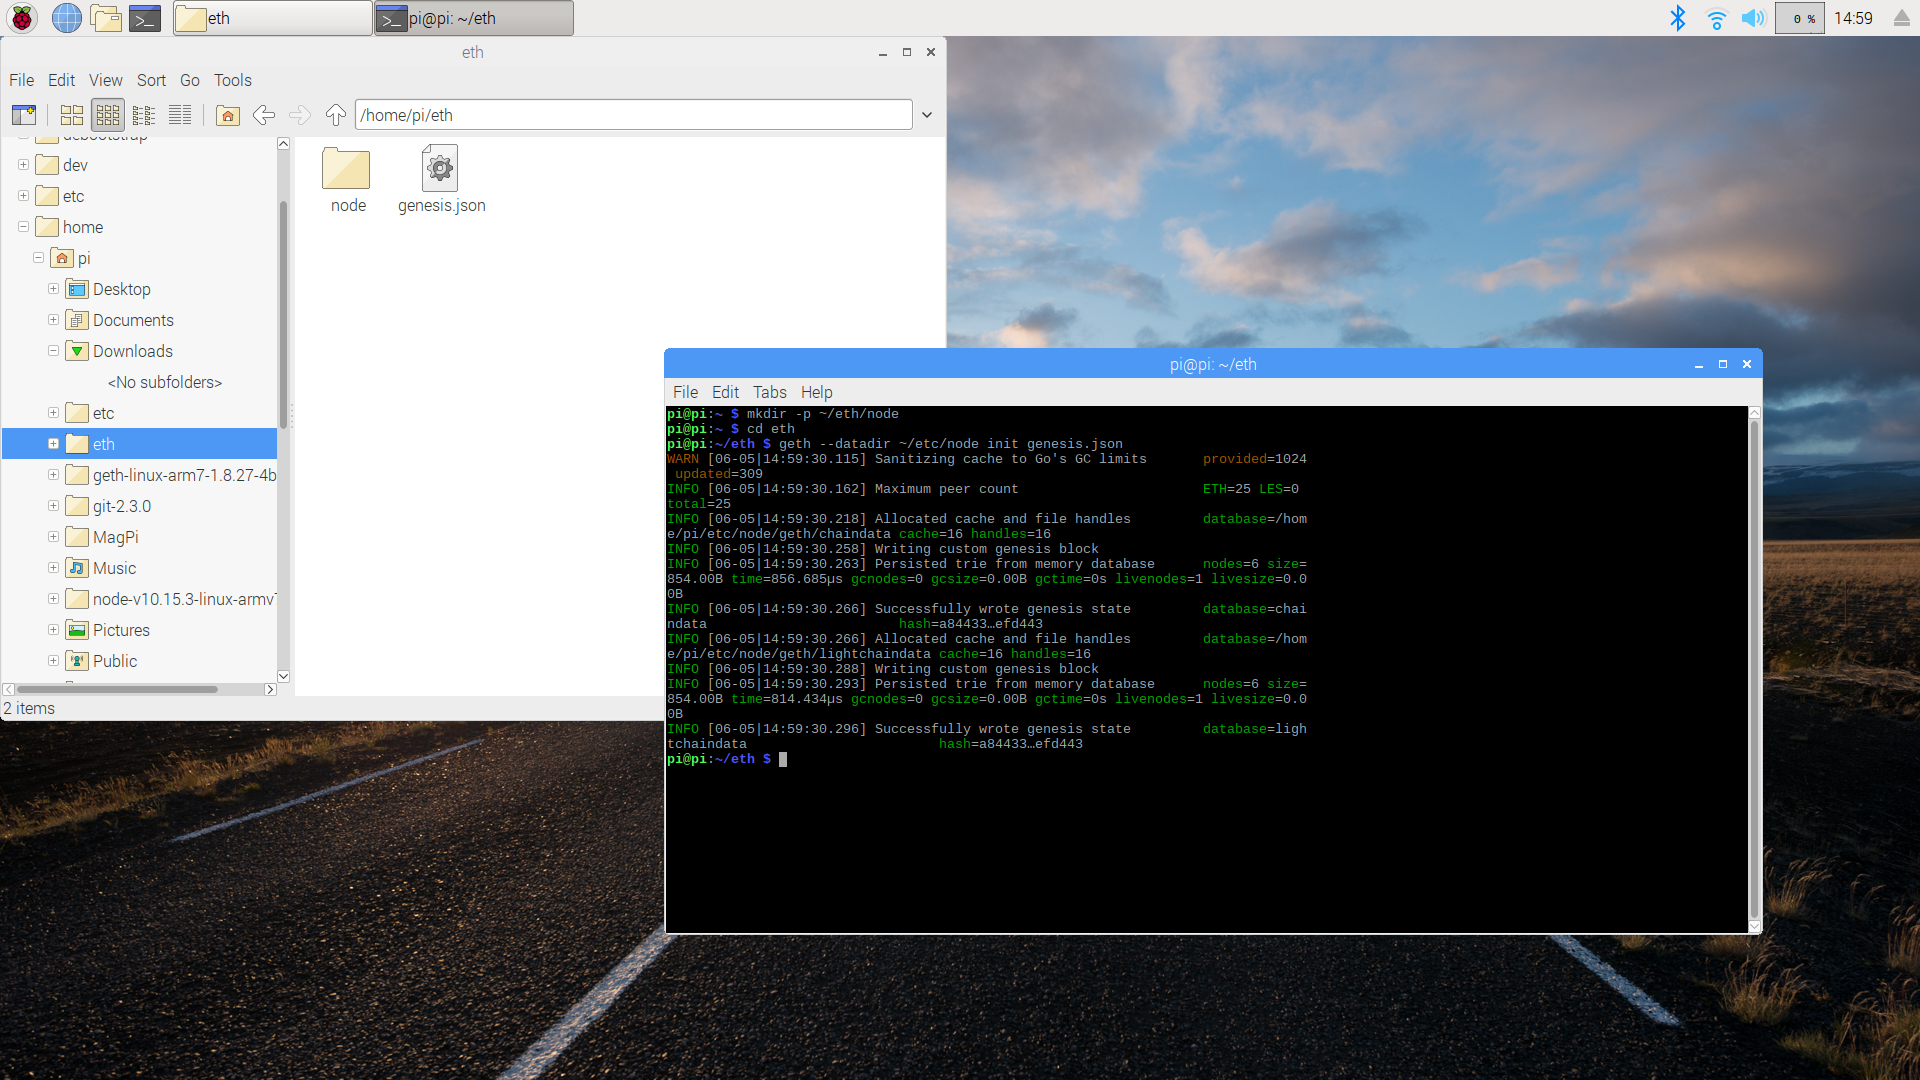 eth
pi@pi: ~/eth
0 %
14:59
eth
File Edit View Sort Go Tools
/home/pi/eth
debootstrap
dev
etc
home
pi
Desktop
Documents
Downloads
<No subfolders>
etc
eth
geth-linux-arm7-1.8.27-4b
git-2.3.0
MagPi
Music
node-v10.15.3-linux-armv7
Pictures
Public
node
genesis.json
2 items
pi@pi: ~/eth
File Edit Tabs Help
pi@pi:~ $ mkdir -p ~/eth/node
pi@pi:~ $ cd eth
pi@pi:~/eth $ geth --datadir ~/etc/node init genesis.json
WARN [06-05|14:59:30.115] Sanitizing cache to Go's GC limits       provided=1024
 updated=309
INFO [06-05|14:59:30.162] Maximum peer count                       ETH=25 LES=0
total=25
INFO [06-05|14:59:30.218] Allocated cache and file handles         database=/hom
e/pi/etc/node/geth/chaindata cache=16 handles=16
INFO [06-05|14:59:30.258] Writing custom genesis block
INFO [06-05|14:59:30.263] Persisted trie from memory database      nodes=6 size=
854.00B time=856.685µs gcnodes=0 gcsize=0.00B gctime=0s livenodes=1 livesize=0.0
0B
INFO [06-05|14:59:30.266] Successfully wrote genesis state         database=chai
ndata                        hash=a84433…efd443
INFO [06-05|14:59:30.266] Allocated cache and file handles         database=/hom
e/pi/etc/node/geth/lightchaindata cache=16 handles=16
INFO [06-05|14:59:30.288] Writing custom genesis block
INFO [06-05|14:59:30.293] Persisted trie from memory database      nodes=6 size=
854.00B time=814.434µs gcnodes=0 gcsize=0.00B gctime=0s livenodes=1 livesize=0.0
0B
INFO [06-05|14:59:30.296] Successfully wrote genesis state         database=ligh
tchaindata                        hash=a84433…efd443
pi@pi:~/eth $